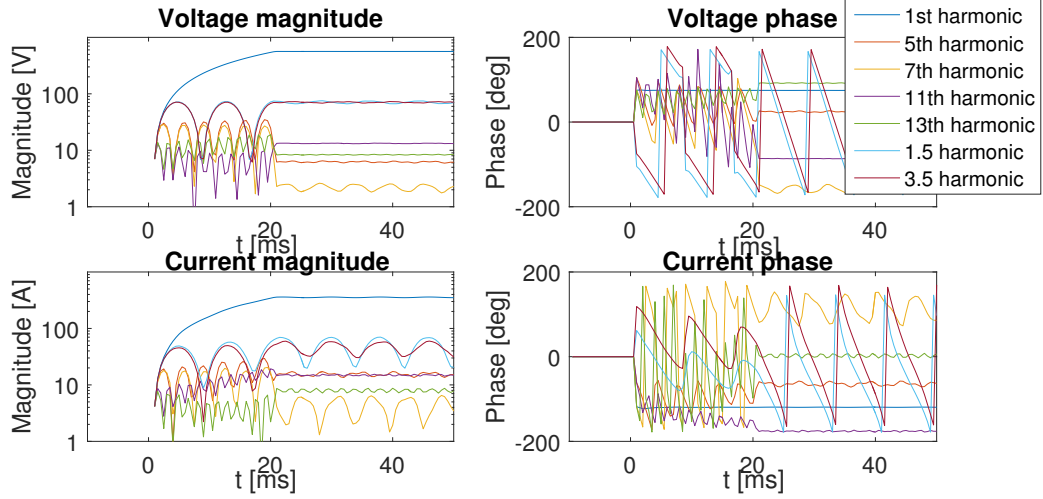 Voltage magnitude
Magnitude [V]
100
10
1
0
20
40
t [ms]
Voltage phase
Phase [deg]
200
0
-200
0
20
40
t [ms]
1st harmonic
5th harmonic
7th harmonic
11th harmonic
13th harmonic
1.5 harmonic
3.5 harmonic
Current magnitude
Magnitude [A]
100
10
1
0
20
40
t [ms]
Current phase
Phase [deg]
200
0
-200
0
20
40
t [ms]